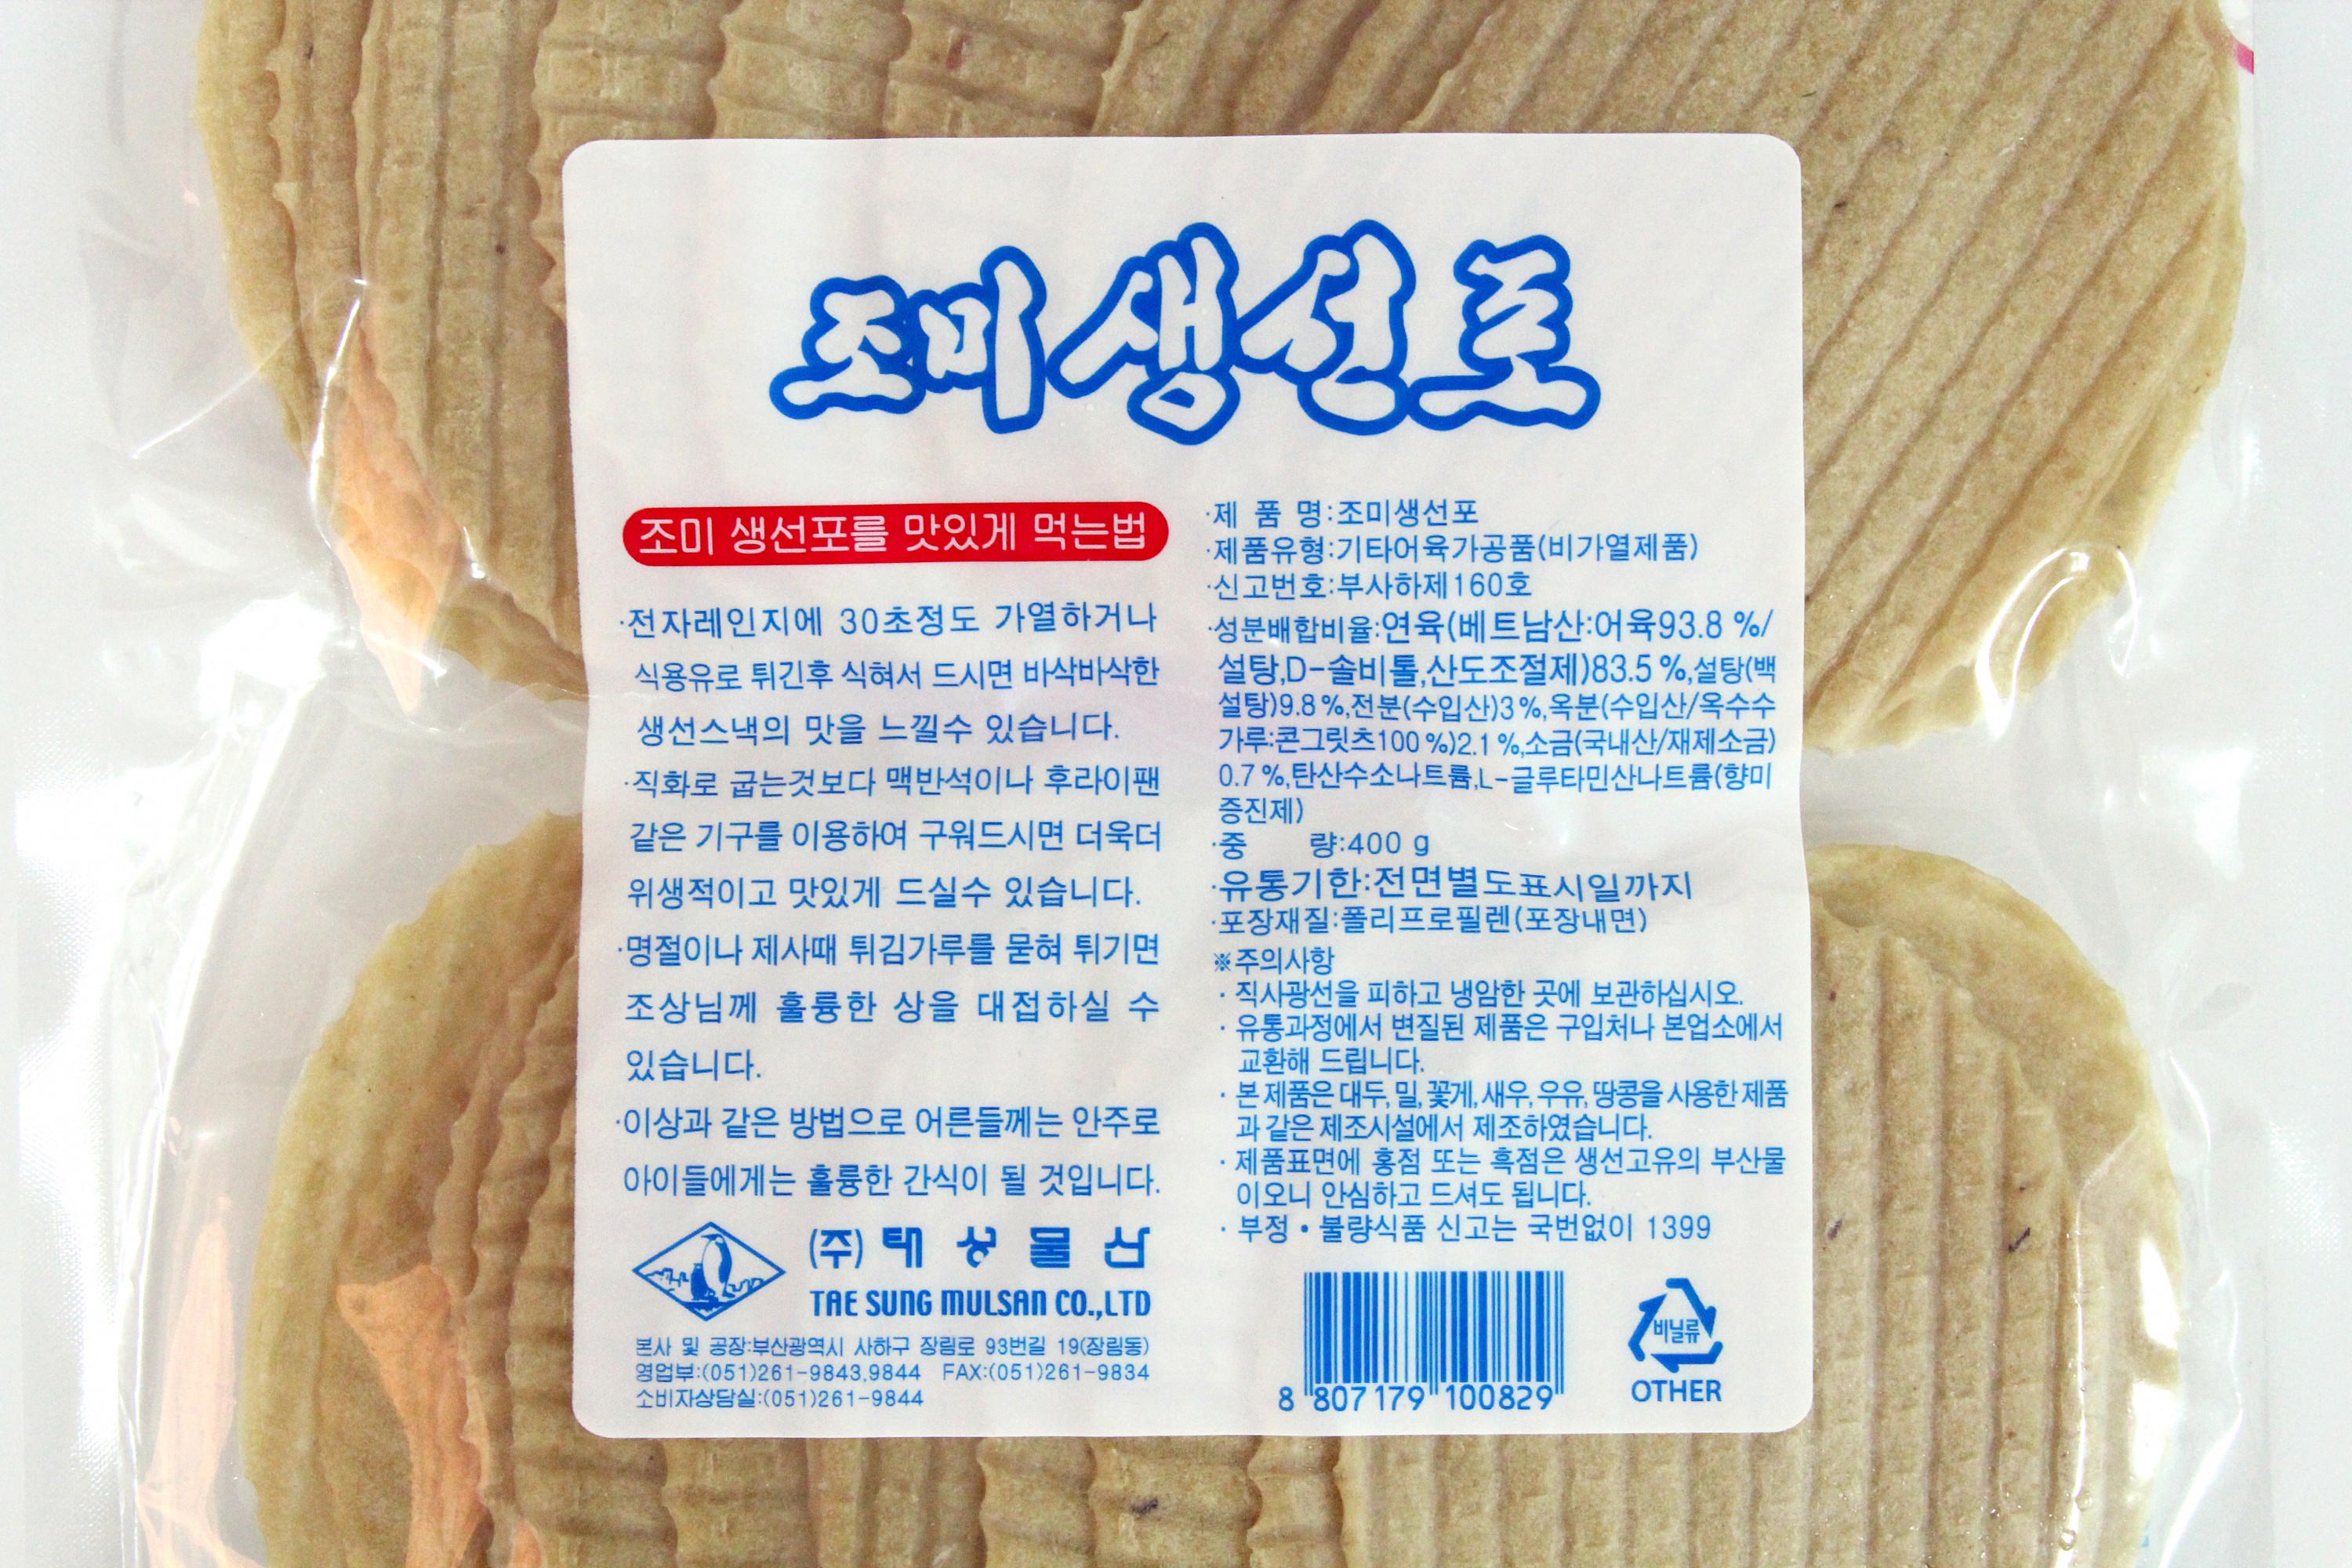 조미생선포
조미 생선포를 맛있게 먹는법
·전자레인지에 30초정도 가열하거나
식용유로 튀긴후 식혀서 드시면 바삭바삭한
생선스낵의 맛을 느낄수 있습니다.
·직화로 굽는것보다 맥반석이나 후라이팬
같은 기구를 이용하여 구워드시면 더욱더
위생적이고 맛있게 드실수 있습니다.
·명절이나 제사때 튀김가루를 묻혀 튀기면
조상님께 훌륭한 상을 대접하실 수
있습니다.
·이상과 같은 방법으로 어른들께는 안주로
아이들에게는 훌륭한 간식이 될 것입니다.
(주) 태성물산
TAE SUNG MULSAN CO.,LTD
본사 및 공장:부산광역시 사하구 장림로 93번길 19(장림동)
영업부:(051)261-9843,9844 FAX:(051)261-9834
소비자상담실:(051)261-9844
·제 품 명:조미생선포
·제품유형:기타어육가공품(비가열제품)
·신고번호:부사하제160호
·성분배합비율:연육(베트남산:어육93.8 %/
설탕,D-솔비톨,산도조절제)83.5 %,설탕(백
설탕)9.8 %,전분(수입산)3 %,옥분(수입산/옥수수
가루:콘그릿츠100 %)2.1 %,소금(국내산/재제소금)
0.7 %,탄산수소나트륨,L-글루타민산나트륨(향미
증진제)
·중 량:400 g
·유통기한:전면별도표시일까지
·포장재질:폴리프로필렌(포장내면)
※주의사항
· 직사광선을 피하고 냉암한 곳에 보관하십시오.
· 유통과정에서 변질된 제품은 구입처나 본업소에서
교환해 드립니다.
· 본 제품은 대두, 밀, 꽃게, 새우, 우유, 땅콩을 사용한 제품
과 같은 제조시설에서 제조하였습니다.
· 제품표면에 홍점 또는 흑점은 생선고유의 부산물
이오니 안심하고 드셔도 됩니다.
· 부정•불량식품 신고는 국번없이 1399
8 807179 100829
비닐류
OTHER